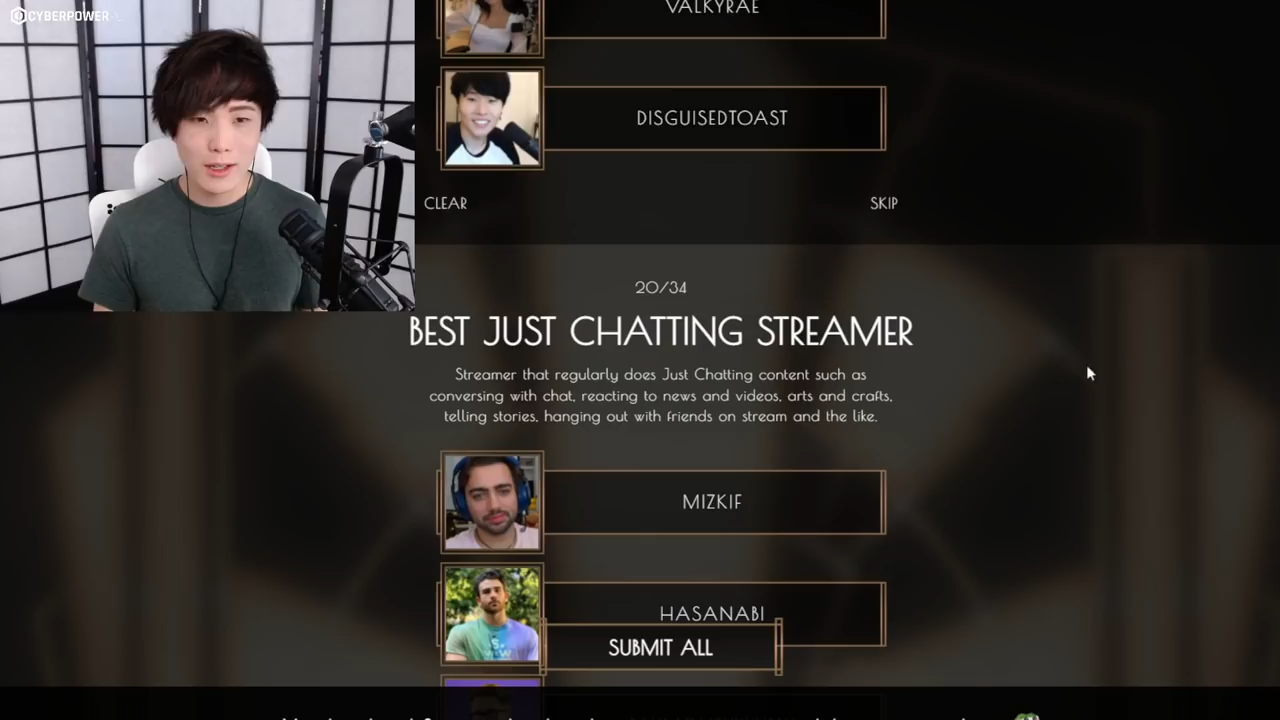 CYBERPOWER
VALKYRAE
DISGUISEDTOAST
CLEAR
SKIP
20/34
BEST JUST CHATTING STREAMER
Streamer that regularly does Just Chatting content such as
conversing with chat, reacting to news and videos, arts and crafts,
telling stories, hanging out with friends on stream and the like.
MIZKIF
HASANABI
SUBMIT ALL